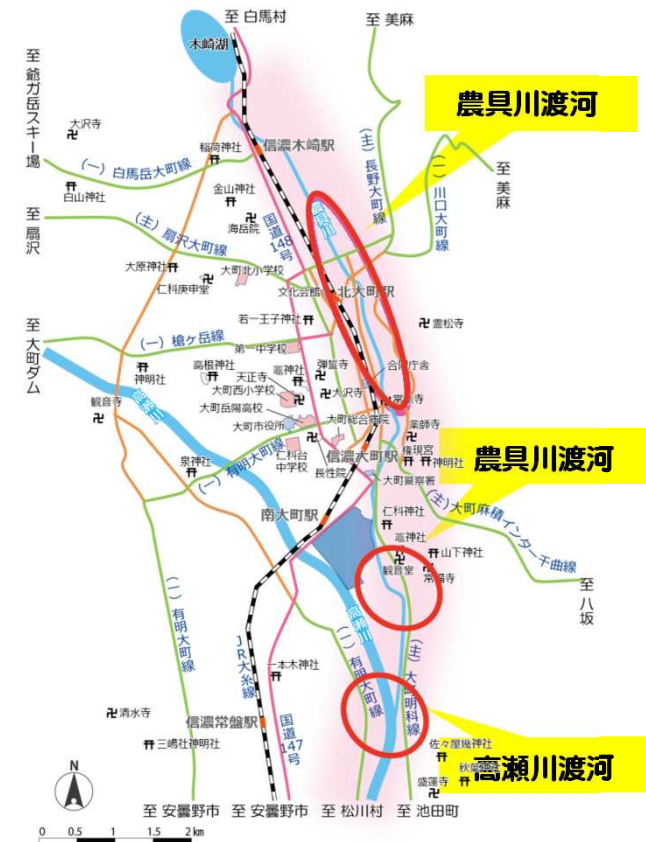 至 白馬村
至 美麻
木崎湖
至 爺ガ岳スキー場
大沢寺
農具川渡河
稲荷神社
信濃木崎駅
(一)白馬岳大町線
(主)長野大町線
(一)川口大町線
至 美麻
白山神社
金山神社
至 扇沢
(主)扇沢大町線
海岳院
国道148号
農具川
大原神社
大町北小学校
仁科庚申堂
文化会館
北大町駅
若一王子神社
霊松寺
至 大町ダム
(一)槍ヶ岳線
第一中学校
神明社
高根神社
竈神社
弾誓寺
合同庁舎
天正寺
大町西小学校
大沢寺
観音寺
高瀬川
大町岳陽高校
大町市役所
大町総合病院
薬師寺
泉神社
(一)有明大町線
仁科台中学校
長性院
信濃大町駅
権現宮
神明社
農具川渡河
大町警察署
南大町駅
仁科神社
(主)大町麻績インター千曲線
竈神社
山下神社
観音堂
常福寺
至 八坂
(一)有明大町線
高瀬川
JR大糸線
(一)有明大町線
(主)大町明科線
一本木神社
清水寺
信濃常盤駅
国道147号
三嶋社神明社
佐々屋幾神社
秋葉神社
高瀬川渡河
盛蓮寺
N
至 安曇野市
至 安曇野市
至 松川村
至 池田町
0 0.5 1 1.5 2km